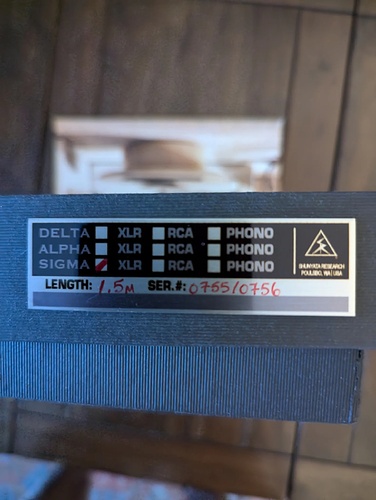 DELTA XLR RCA PHONO
ALPHA XLR RCA PHONO
SIGMA XLR RCA PHONO
SHUNYATA RESEARCH
POULSBO, WA | USA
LENGTH: 1.5M SER.#: 0755/0756